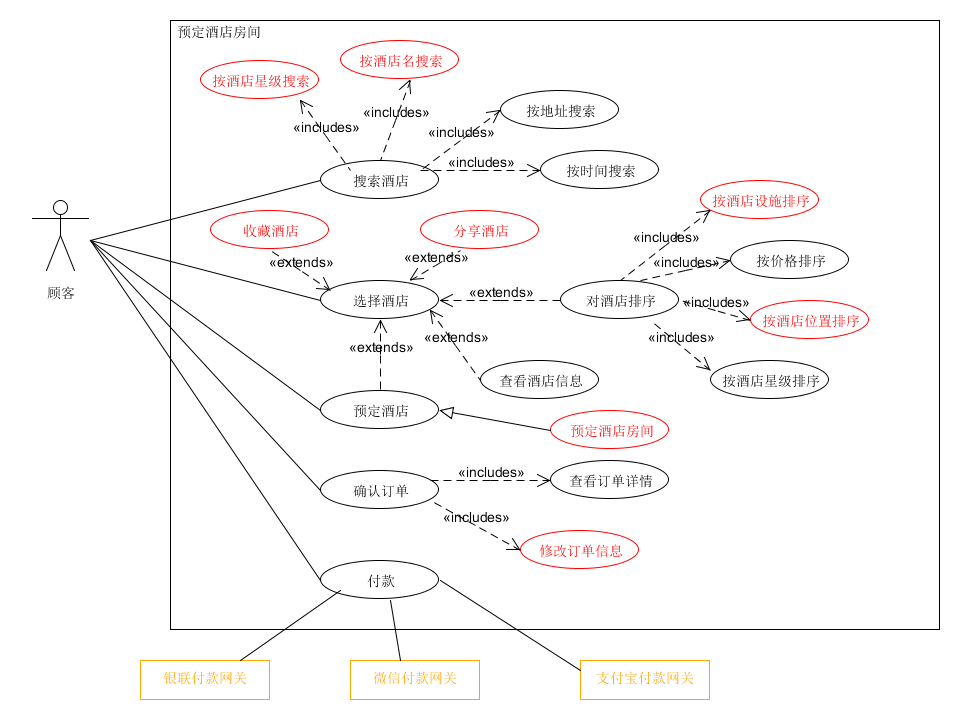 预定酒店房间
按酒店名搜索
按酒店星级搜索
«includes»
«includes»
按地址搜索
«includes»
«includes»
按时间搜索
搜索酒店
按酒店设施排序
收藏酒店
分享酒店
«includes»
«extends»
«extends»
«includes»
按价格排序
顾客
选择酒店
«extends»
对酒店排序
«includes»
按酒店位置排序
«extends»
«extends»
«includes»
查看酒店信息
按酒店星级排序
预定酒店
预定酒店房间
«includes»
查看订单详情
确认订单
«includes»
修改订单信息
付款
银联付款网关
微信付款网关
支付宝付款网关